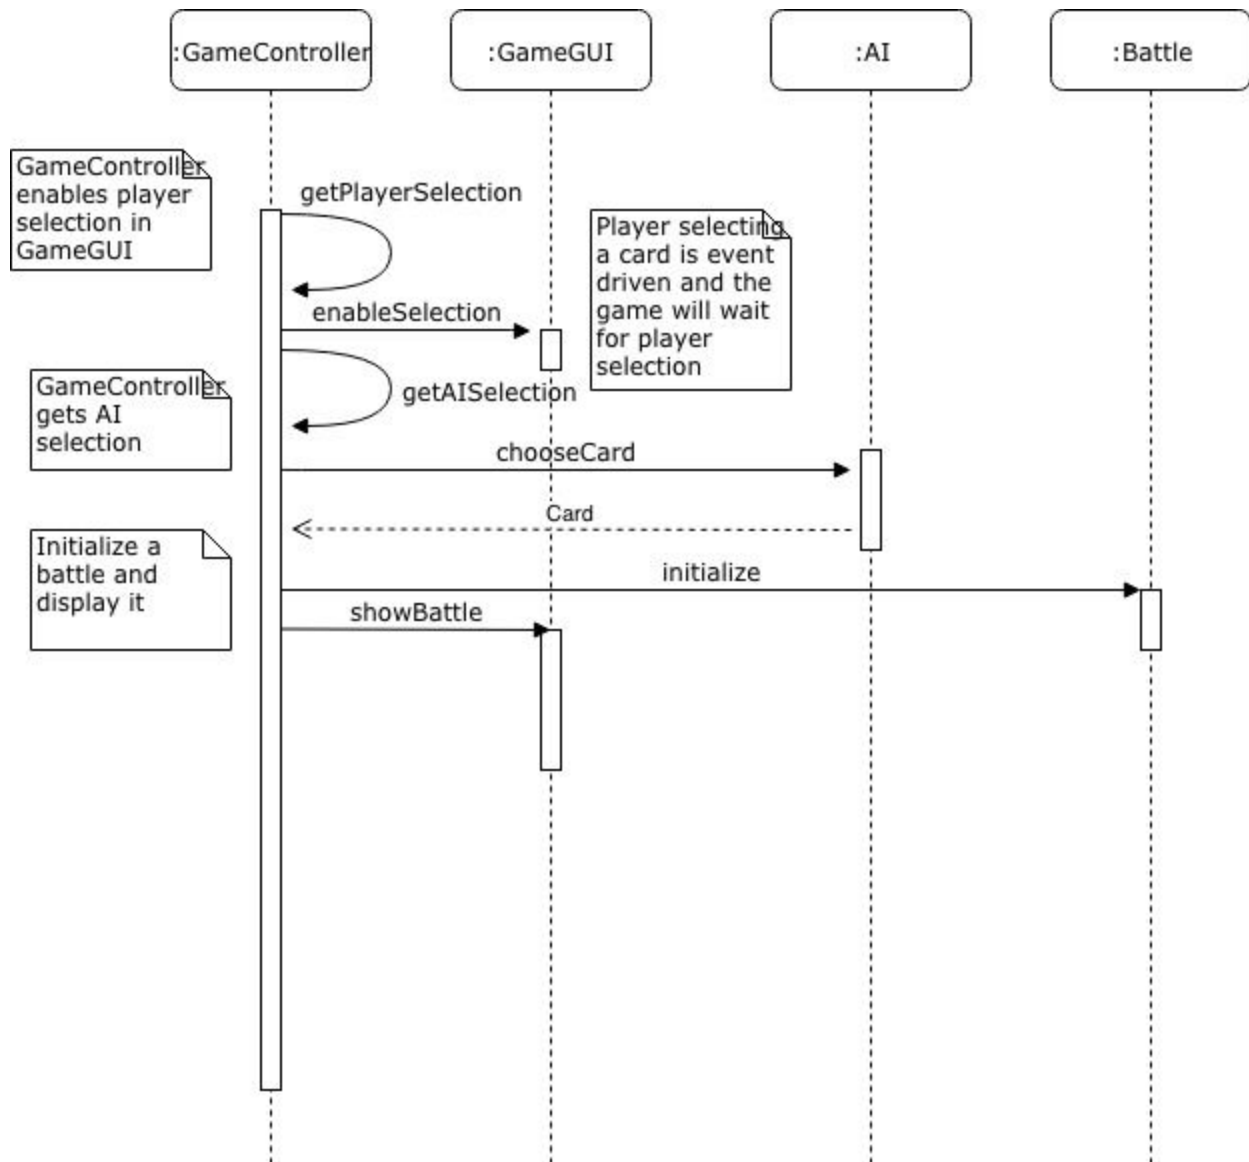 :GameController
:GameGUI
:AI
:Battle
GameController
enables player
selection in
GameGUI
getPlayerSelection
Player selecting
a card is event
driven and the
game will wait
for player
selection
enableSelection
GameController
gets AI
selection
getAISelection
chooseCard
Card
Initialize a
battle and
display it
initialize
showBattle